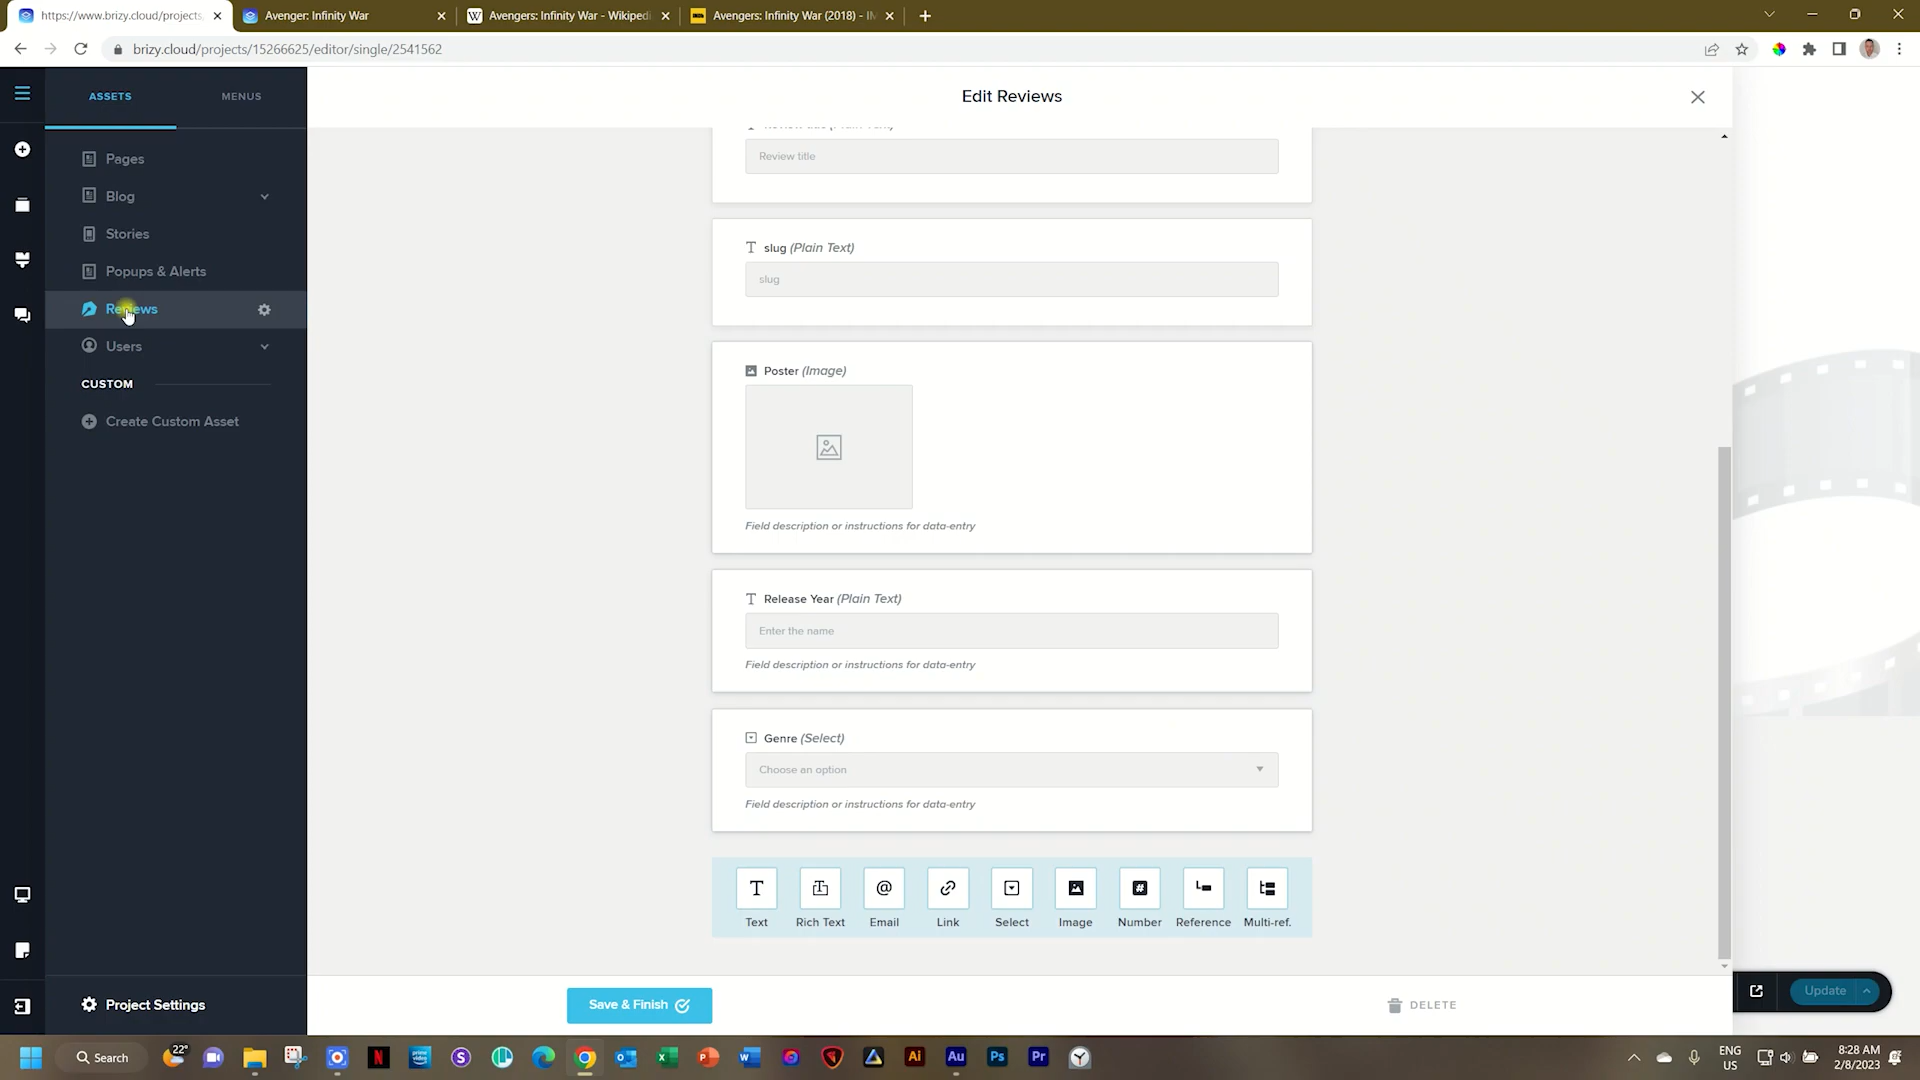 https://www.brizy.cloud/projects,
Avenger: Infinity War
Avengers: Infinity War - Wikiped
Avengers: Infinity War (2018) - IM
brizy.cloud/projects/15266625/editor/single/2541562
ASSETS
MENUS
Edit Reviews
Pages
Blog
Stories
Popups & Alerts
Reviews
Users
CUSTOM
Create Custom Asset
Review title
slug (Plain Text)
slug
Poster (Image)
Field description or instructions for data-entry
Release Year (Plain Text)
Enter the name
Field description or instructions for data-entry
Genre (Select)
Choose an option
Field description or instructions for data-entry
Text
Rich Text
Email
Link
Select
Image
Number
Reference
Multi-ref.
Project Settings
Save & Finish
DELETE
Update
Search
22°
ENG
US
8:28 AM
2/8/2023